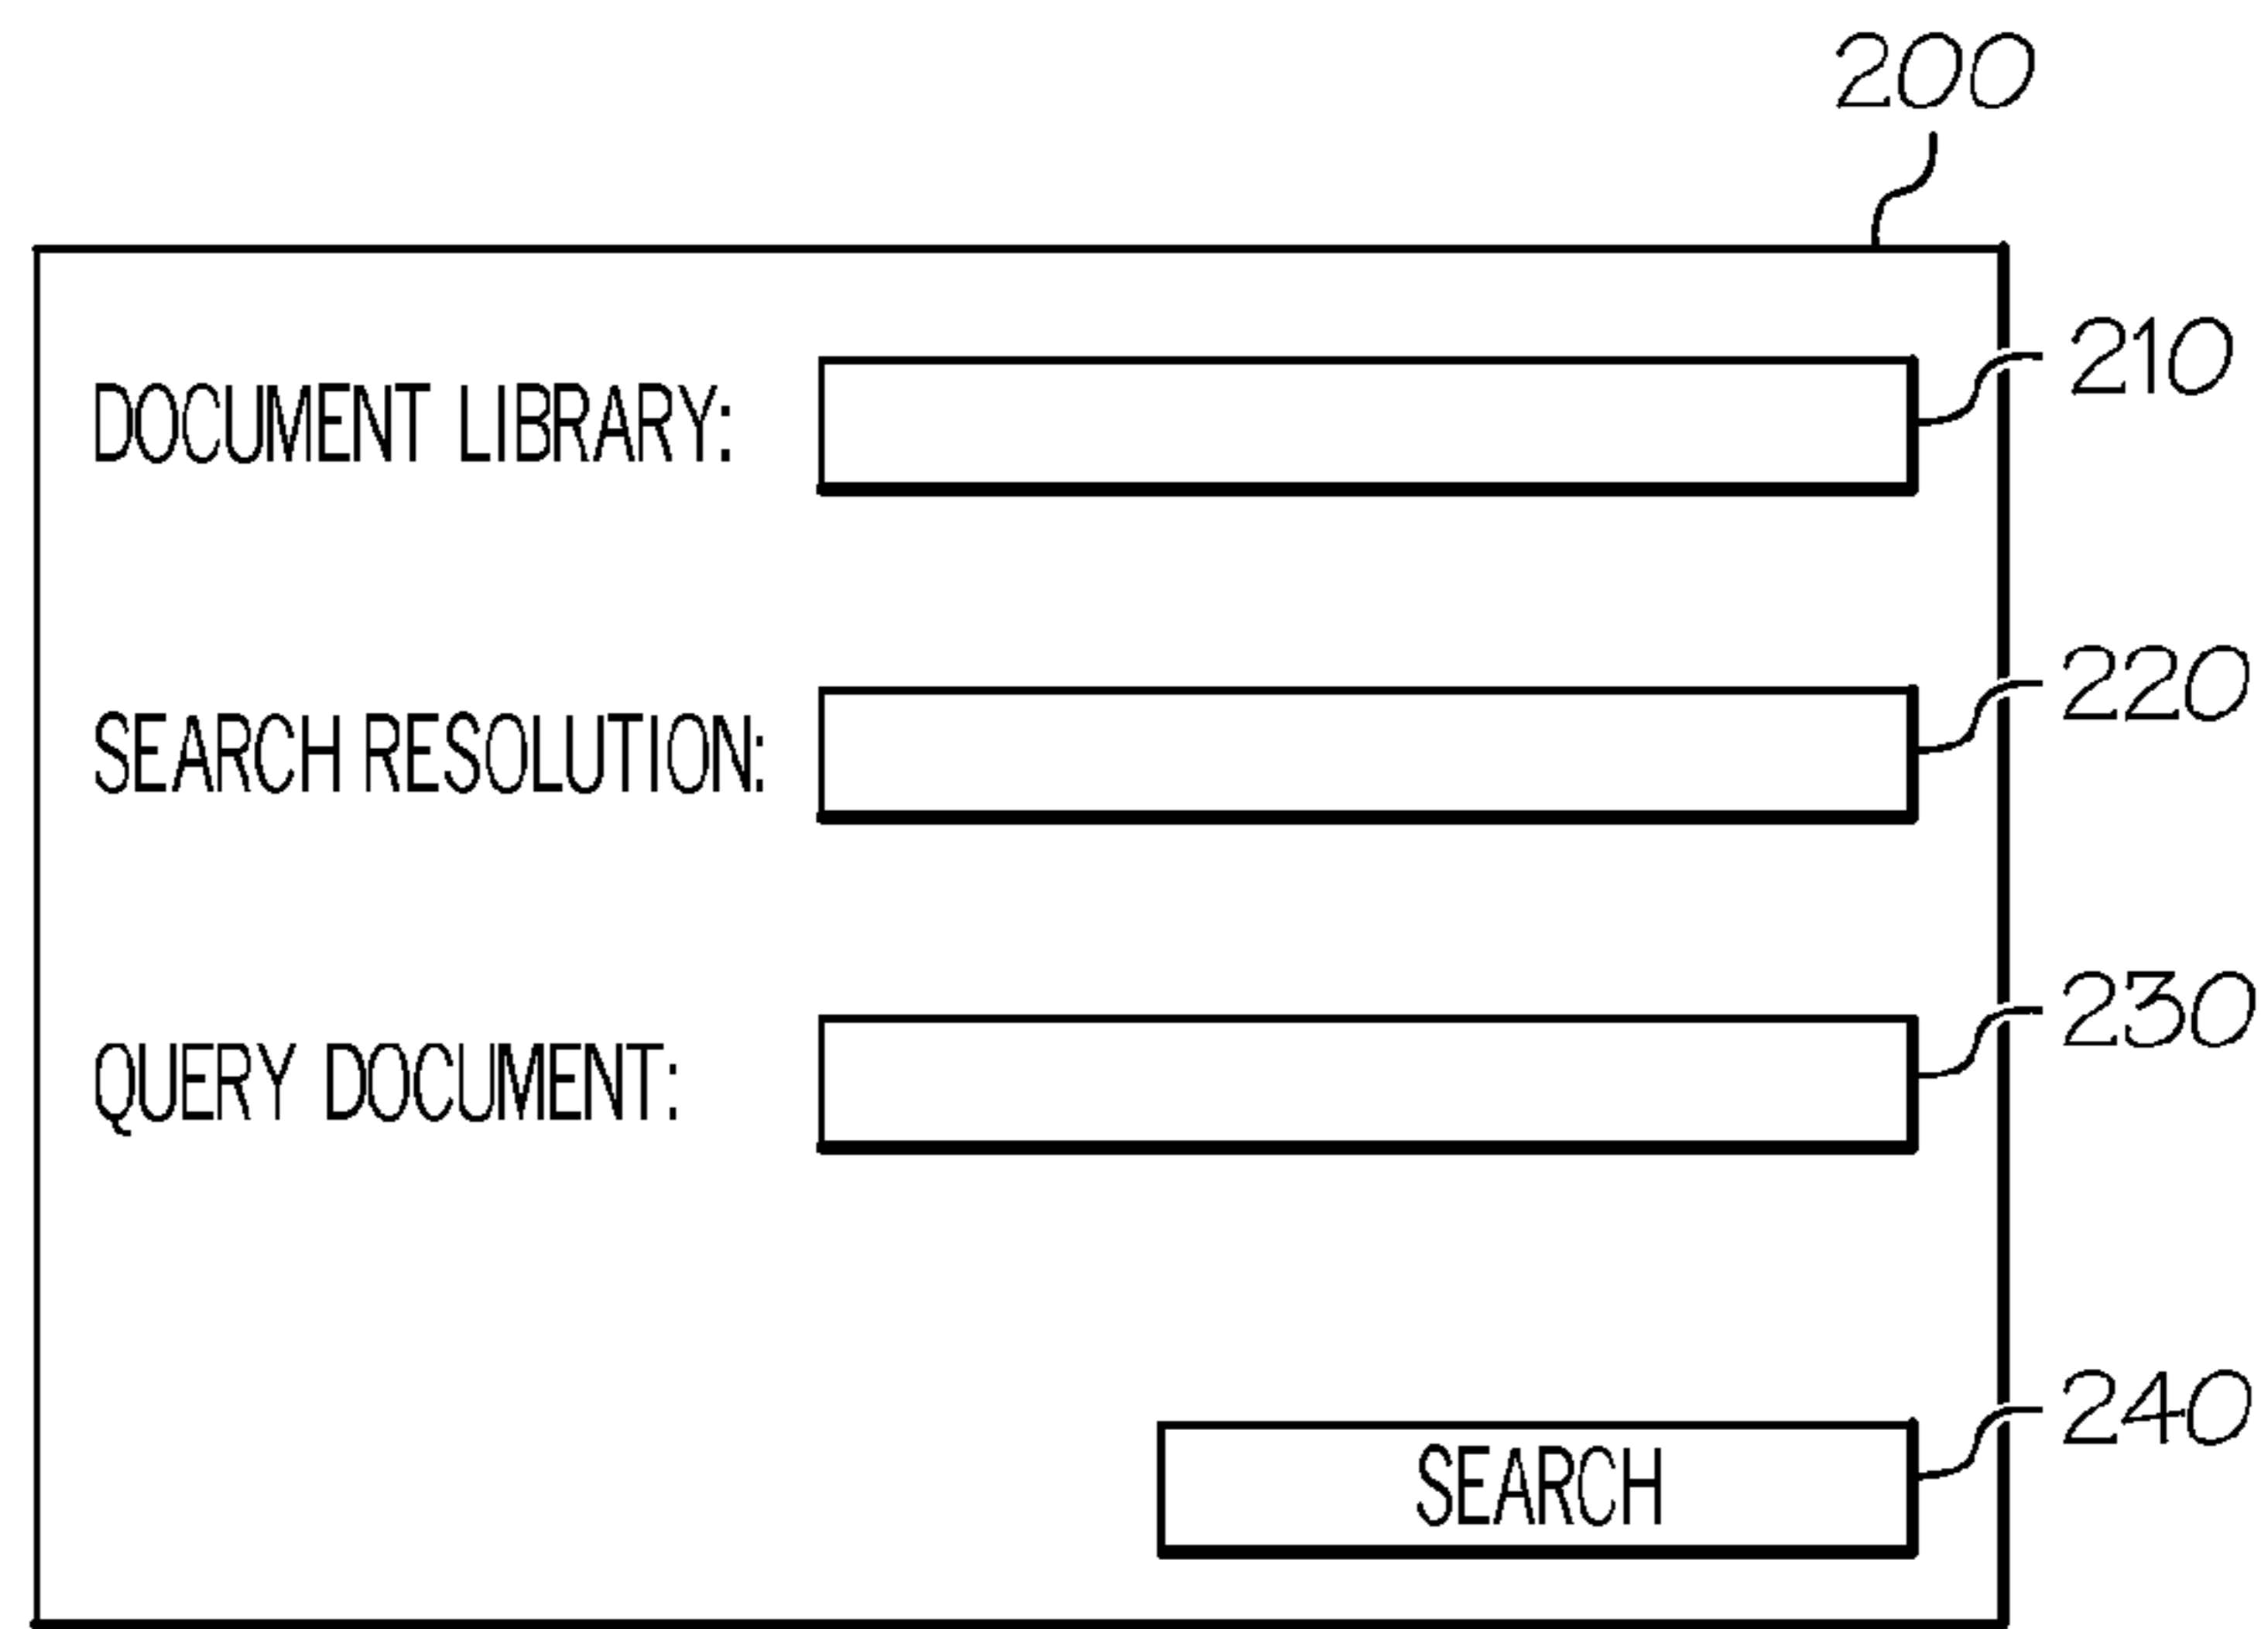 200
DOCUMENT LIBRARY:
210
SEARCH RESOLUTION:
220
QUERY DOCUMENT:
230
SEARCH
240